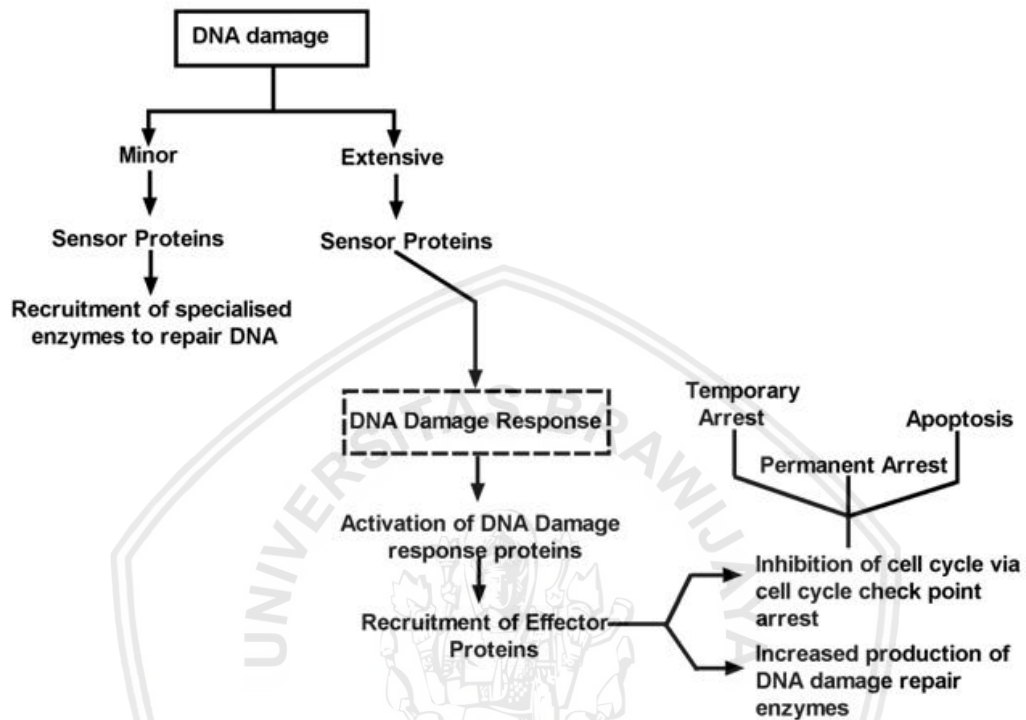 DNA damage
Minor
Extensive
Sensor Proteins
Sensor Proteins
Recruitment of specialised
enzymes to repair DNA
DNA Damage Response
Temporary
Arrest
Apoptosis
Permanent Arrest
Activation of DNA Damage
response proteins
Inhibition of cell cycle via
cell cycle check point
arrest
Recruitment of Effector
Proteins
Increased production of
DNA damage repair
enzymes
UNIVERSITAS BRAWIJAYA